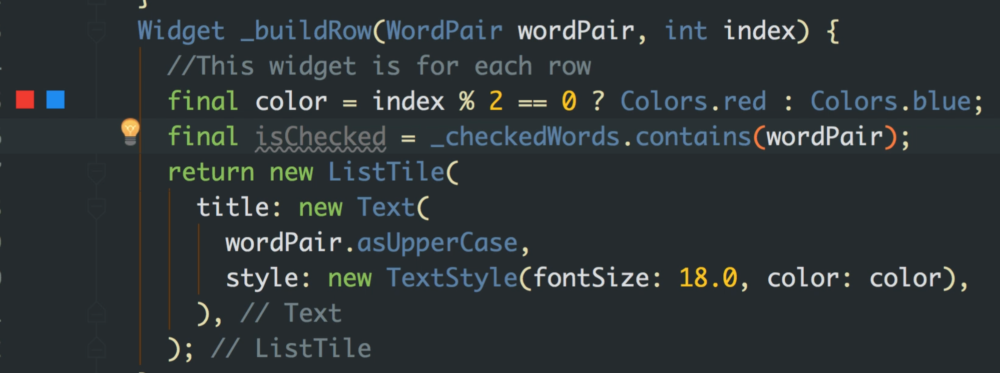 }
Widget _buildRow(WordPair wordPair, int index) {
//This widget is for each row
final color = index % 2 == 0 ? Colors.red : Colors.blue;
final isChecked = _checkedWords.contains(wordPair);
return new ListTile(
title: new Text(
wordPair.asUpperCase,
style: new TextStyle(fontSize: 18.0, color: color),
), // Text
); // ListTile